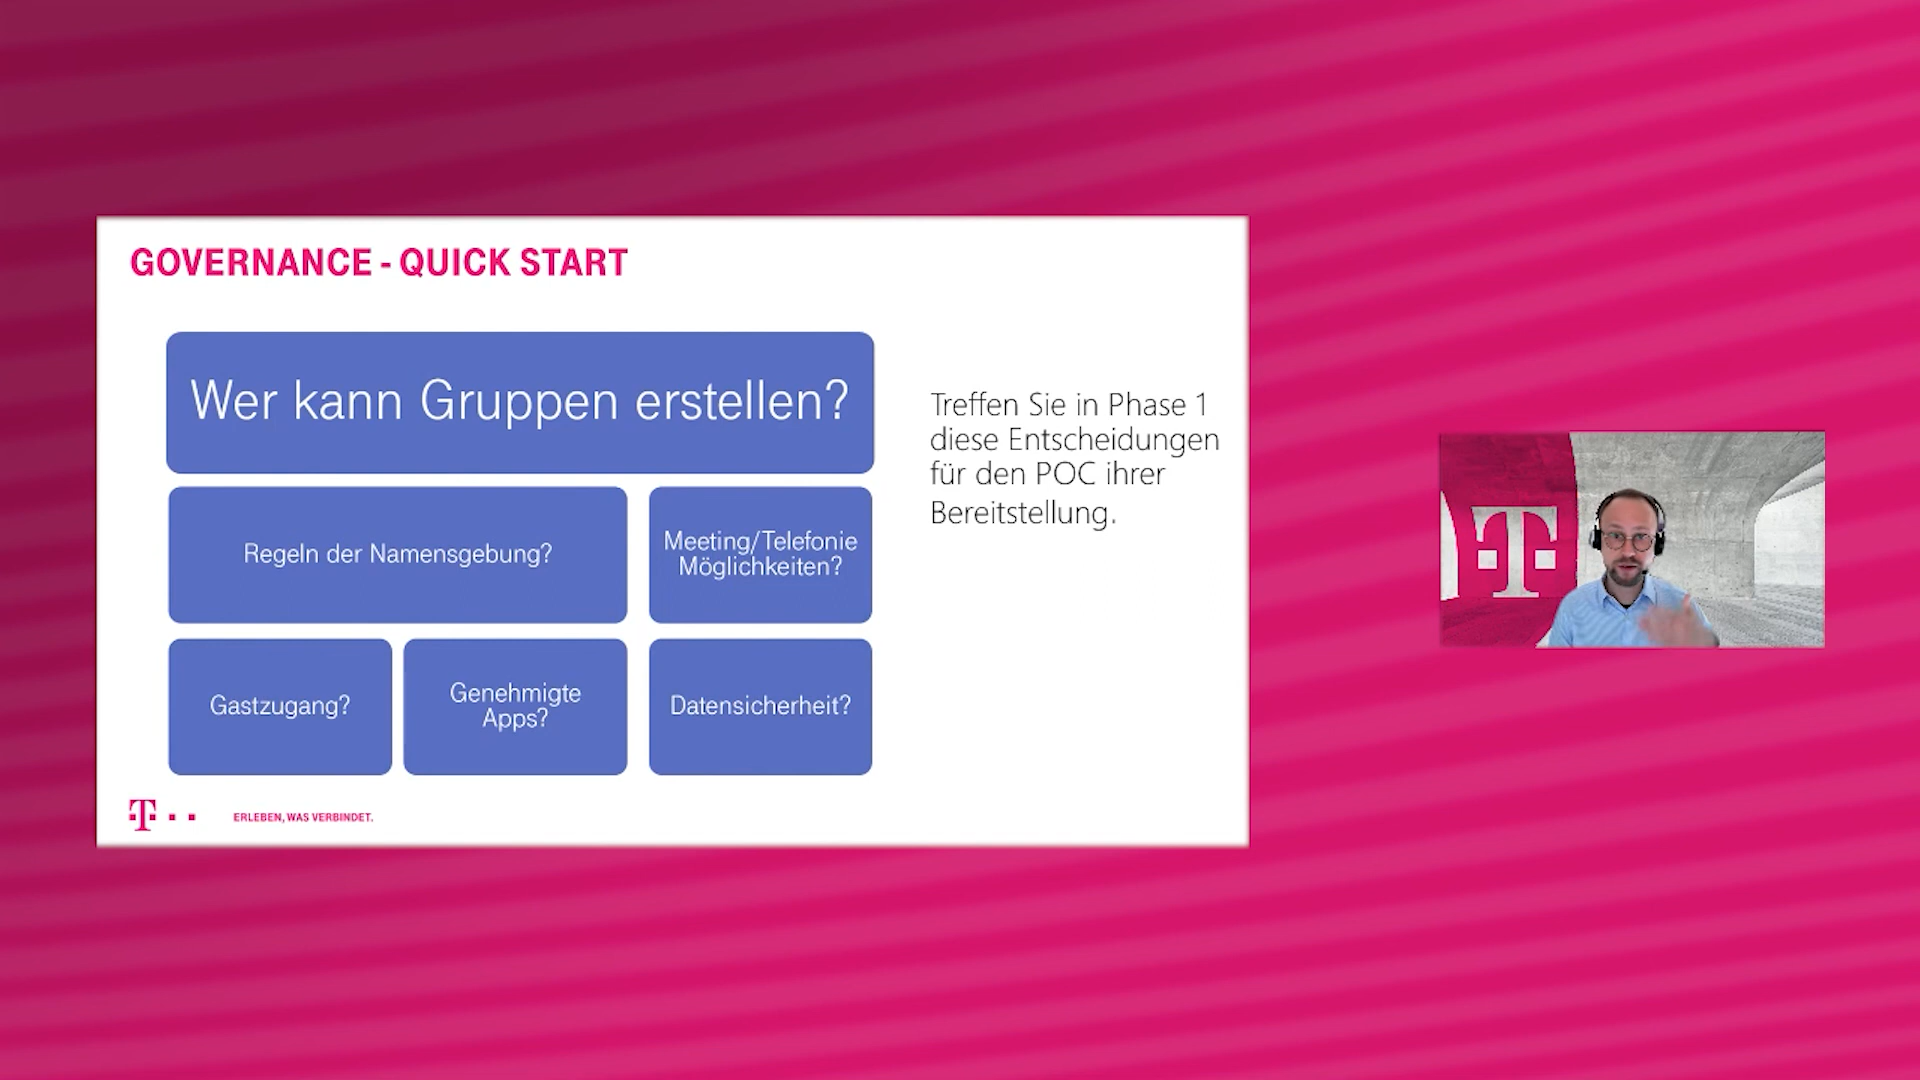 GOVERNANCE - QUICK START
Wer kann Gruppen erstellen?
Regeln der Namensgebung?
Meeting/Telefonie
Möglichkeiten?
Gastzugang?
Genehmigte
Apps?
Datensicherheit?
Treffen Sie in Phase 1
diese Entscheidungen
für den POC ihrer
Bereitstellung.
T
ERLEBEN, WAS VERBINDET.
T